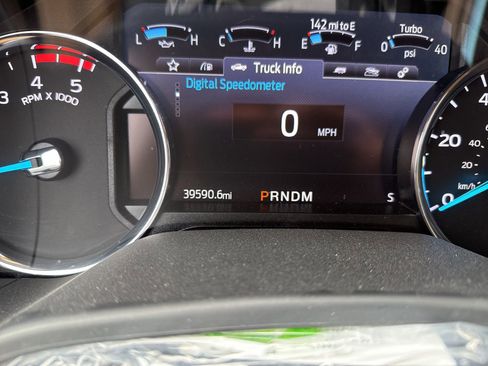 142 mi to E
Turbo
L H C H E F 0 40
psi
Truck Info
Digital Speedometer
0 MPH
39590.6mi PRNDM S
3 4 5
RPM X 1000
20
0
km/h